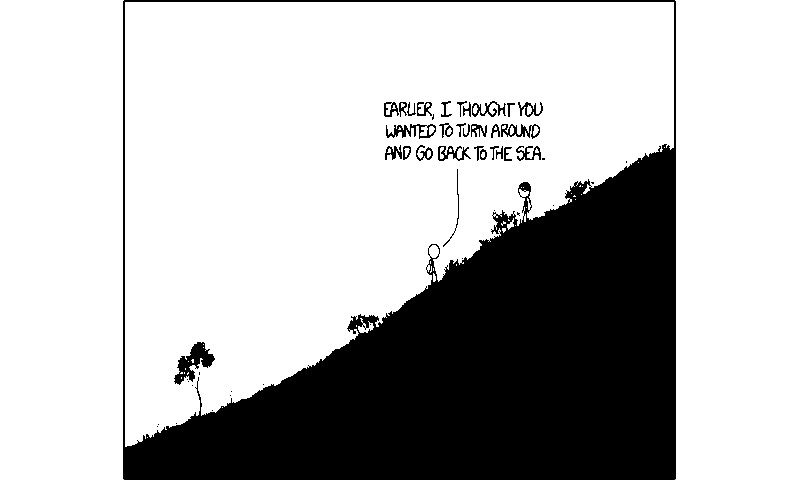 EARLIER, I THOUGHT YOU
WANTED TO TURN AROUND
AND GO BACK TO THE SEA.